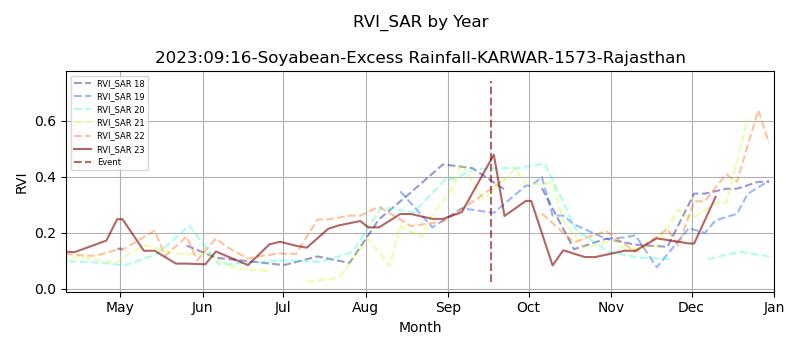 RVI_SAR by Year
2023:09:16-Soyabean-Excess Rainfall-KARWAR-1573-Rajasthan
RVI_SAR 18
RVI_SAR 19
RVI_SAR 20
RVI_SAR 21
RVI_SAR 22
RVI_SAR 23
Event
RVI
0.6
0.4
0.2
0.0
May Jun Jul Aug Sep Oct Nov Dec Jan
Month